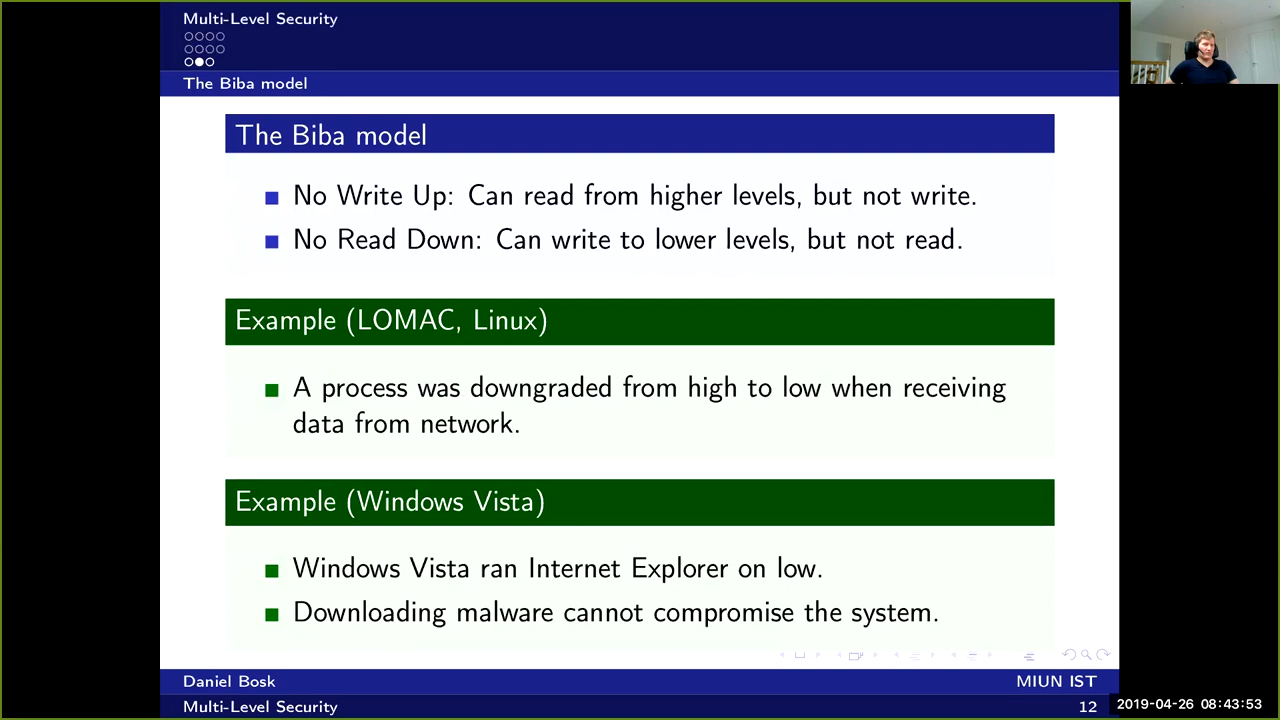 Multi-Level Security
The Biba model
The Biba model
No Write Up: Can read from higher levels, but not write.
No Read Down: Can write to lower levels, but not read.
Example (LOMAC, Linux)
A process was downgraded from high to low when receiving
data from network.
Example (Windows Vista)
Windows Vista ran Internet Explorer on low.
Downloading malware cannot compromise the system.
Daniel Bosk
MIUN IST
Multi-Level Security
12
2019-04-26 08:43:53